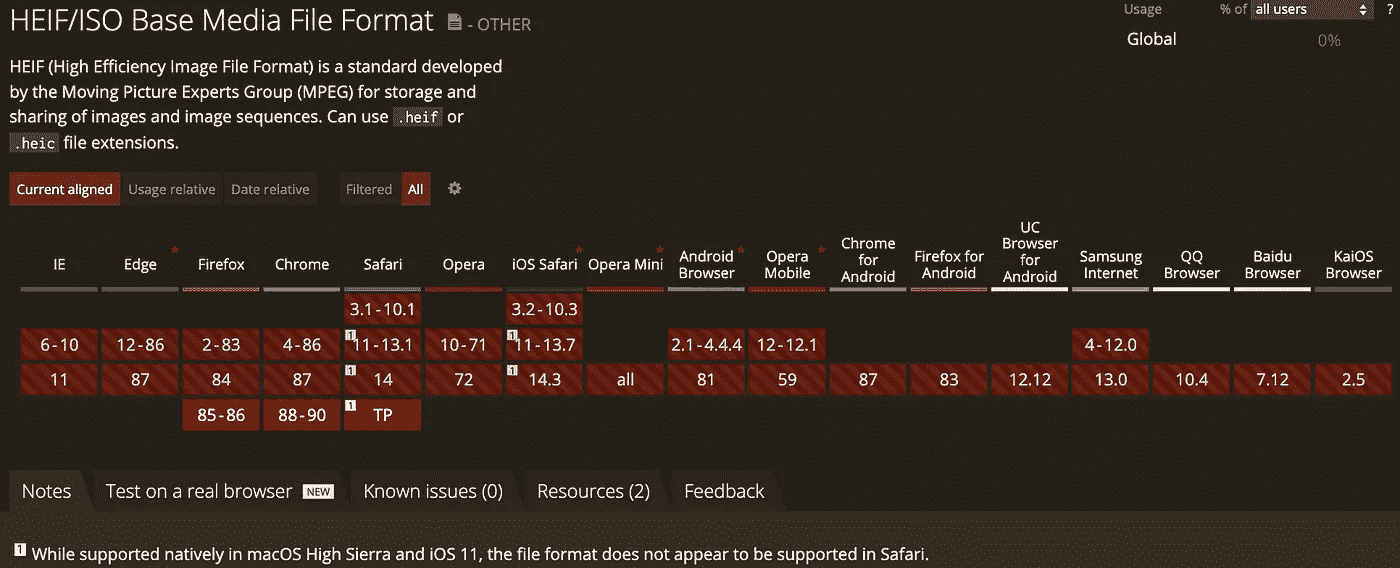 HEIF/ISO Base Media File Format - OTHER
Usage % of all users ?
Global 0%
HEIF (High Efficiency Image File Format) is a standard developed
by the Moving Picture Experts Group (MPEG) for storage and
sharing of images and image sequences. Can use .heif or
.heic file extensions.
Current aligned Usage relative Date relative Filtered All
IE Edge * Firefox Chrome Safari Opera iOS Safari * Opera Mini * Android Browser * Opera Mobile * Chrome for Android Firefox for Android UC Browser for Android Samsung Internet QQ Browser Baidu Browser KaiOS Browser
3.1-10.1 3.2-10.3
6-10 12-86 2-83 4-86 1 11-13.1 10-71 1 11-13.7 2.1-4.4.4 12-12.1 4-12.0
11 87 84 87 1 14 72 1 14.3 all 81 59 87 83 12.12 13.0 10.4 7.12 2.5
85-86 88-90 1 TP
Notes Test on a real browser NEW Known issues (0) Resources (2) Feedback
1 While supported natively in macOS High Sierra and iOS 11, the file format does not appear to be supported in Safari.